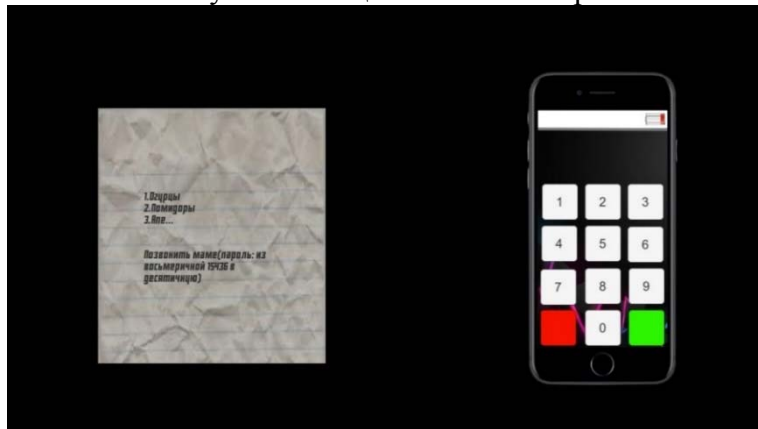 1.Огурцы
2.Помидоры
3.Апе...
Позвонить маме(пароль: из
восьмеричной 15436 в
десятичную)
1 2 3
4 5 6
7 8 9
0